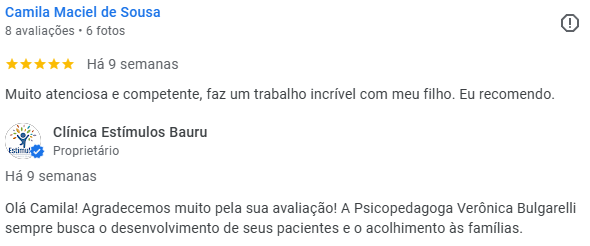 Camila Maciel de Sousa
8 avaliações • 6 fotos
Há 9 semanas
Muito atenciosa e competente, faz um trabalho incrível com meu filho. Eu recomendo.
Clínica Estímulos Bauru
Proprietário
Há 9 semanas
Olá Camila! Agradecemos muito pela sua avaliação! A Psicopedagoga Verônica Bulgarelli
sempre busca o desenvolvimento de seus pacientes e o acolhimento às famílias.